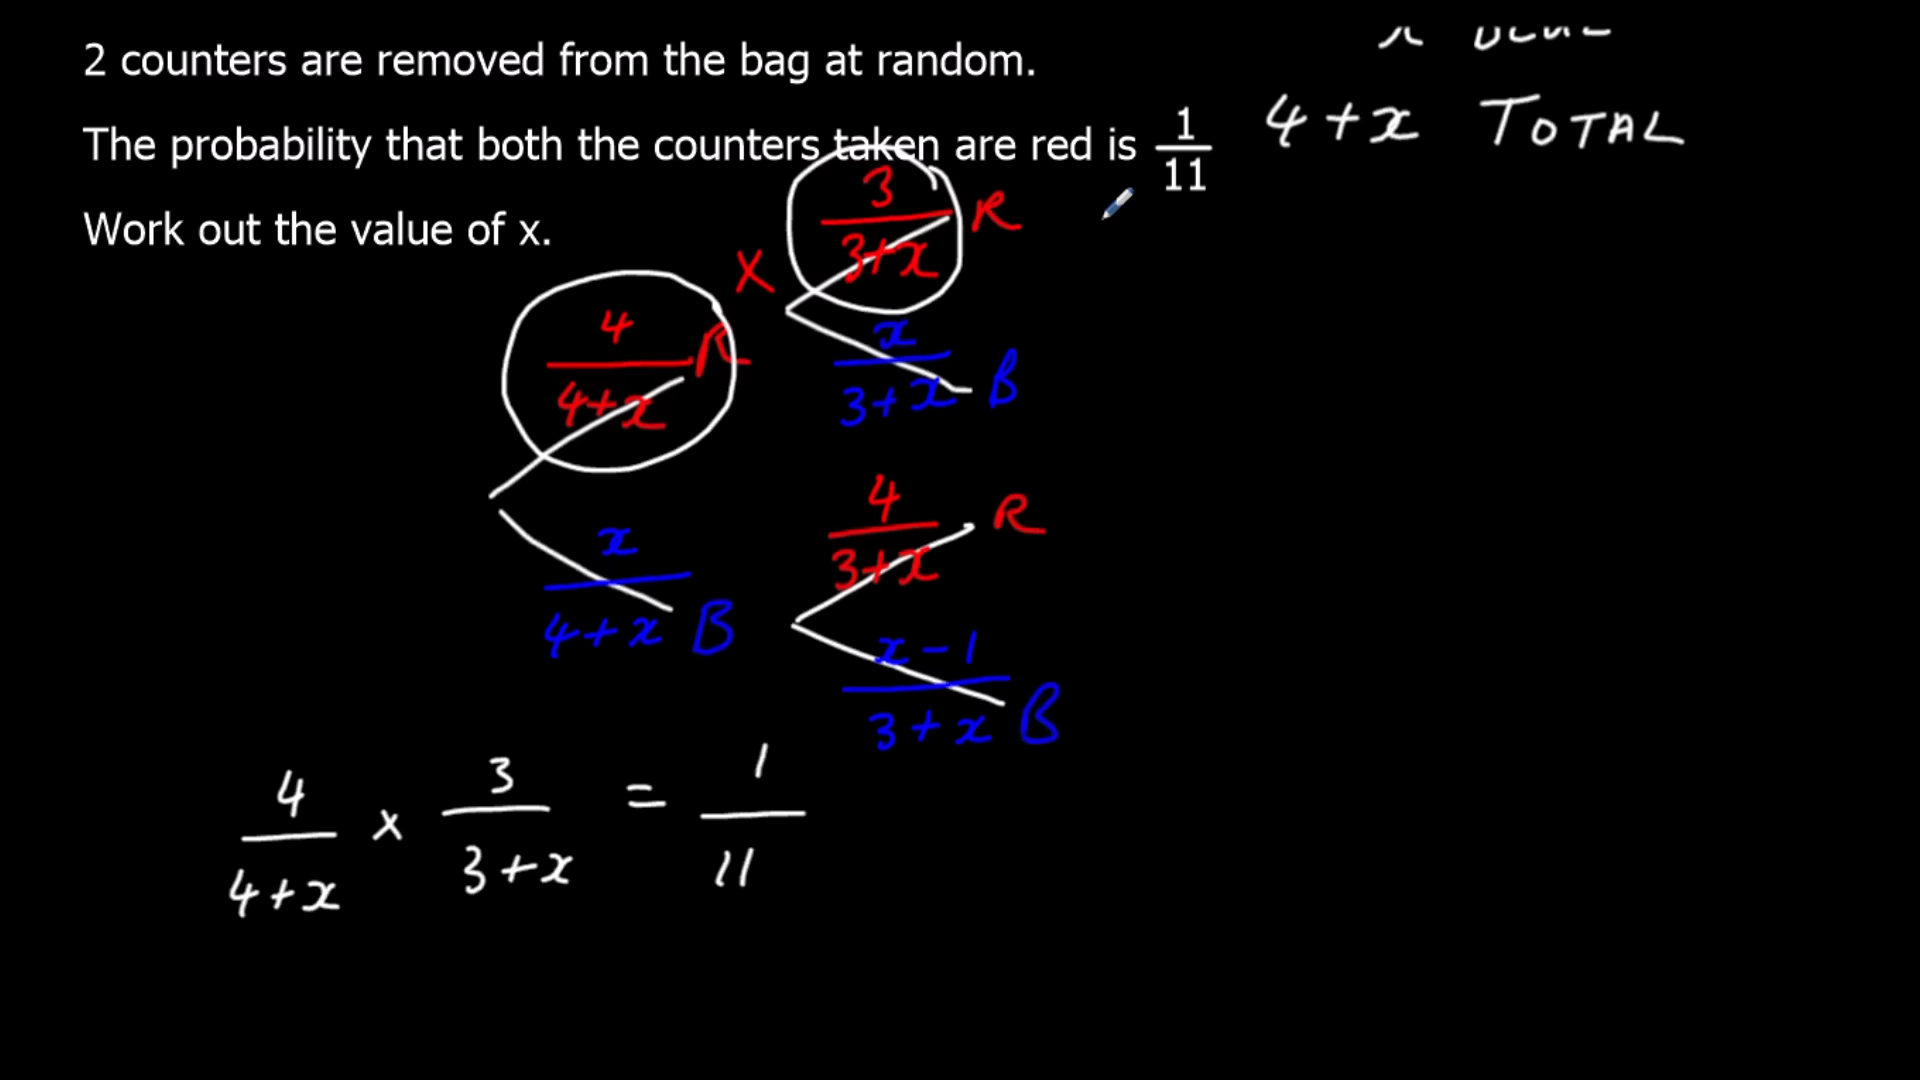 2 counters are removed from the bag at random.
4+x TOTAL
The probability that both the counters taken are red is 1/11
Work out the value of x.
3/3+x R
X
4/4+x R
x/3+x B
4/3+x R
x/4+x B
x-1/3+x B
4/4+x × 3/3+x = 1/11